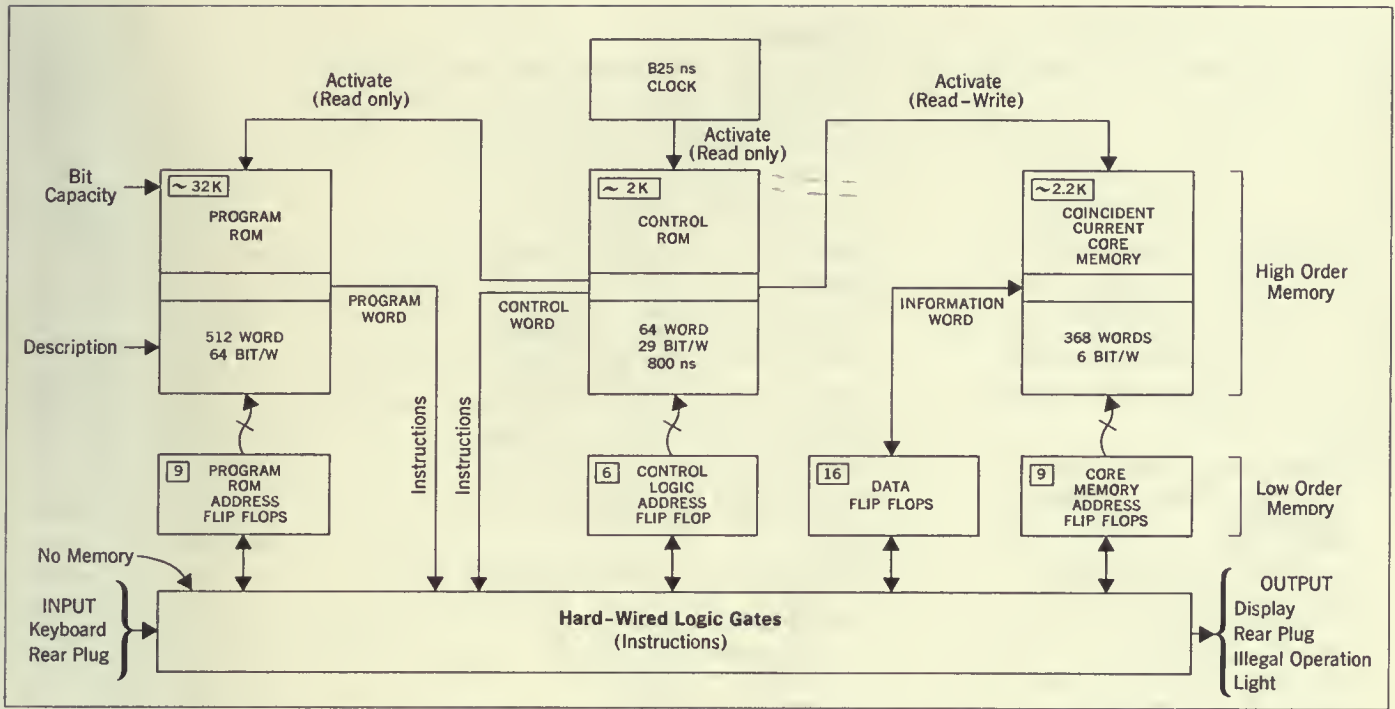 B25 ns
CLOCK
Activate
(Read only)
Activate
(Read only)
Activate
(Read-Write)
Bit
Capacity
~ 32K
PROGRAM
ROM
~ 2K
CONTROL
ROM
~2.2K
COINCIDENT
CURRENT
CORE
MEMORY
High Order
Memory
PROGRAM
WORD
CONTROL
WORD
INFORMATION
WORD
Description
512 WORD
64 BIT/W
64 WORD
29 BIT/W
800 ns
368 WORDS
6 BIT/W
Instructions
Instructions
9 PROGRAM
ROM
ADDRESS
FLIP FLOPS
6 CONTROL
LOGIC
ADDRESS
FLIP FLOP
16 DATA
FLIP FLOPS
9 CORE
MEMORY
ADDRESS
FLIP FLOPS
Low Order
Memory
No Memory
INPUT
Keyboard
Rear Plug
Hard-Wired Logic Gates
(Instructions)
OUTPUT
Display
Rear Plug
Illegal Operation
Light